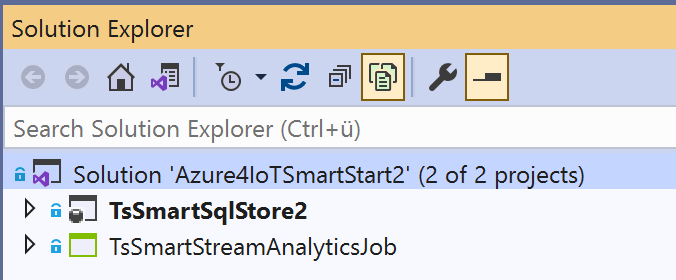 Solution Explorer
Search Solution Explorer (Ctrl+ü)
Solution 'Azure4IoTSmartStart2' (2 of 2 projects)
TsSmartSqlStore2
TsSmartStreamAnalyticsJob